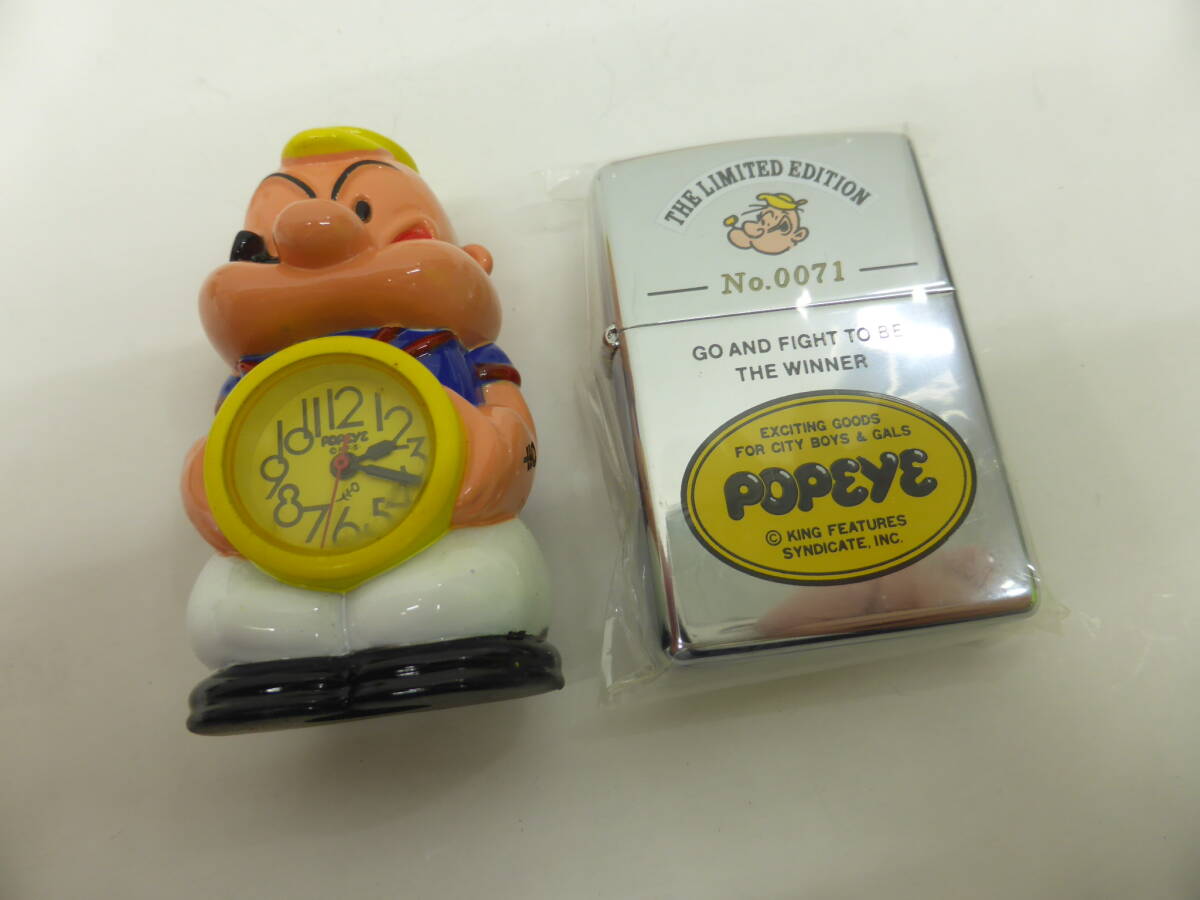 12
11
10
9
8
7
6
5
3
2
1
POPEYE
THE LIMITED EDITION
No.0071
GO AND FIGHT TO BE
THE WINNER
EXCITING GOODS
FOR CITY BOYS & GALS
POPEYE
© KING FEATURES
SYNDICATE, INC.